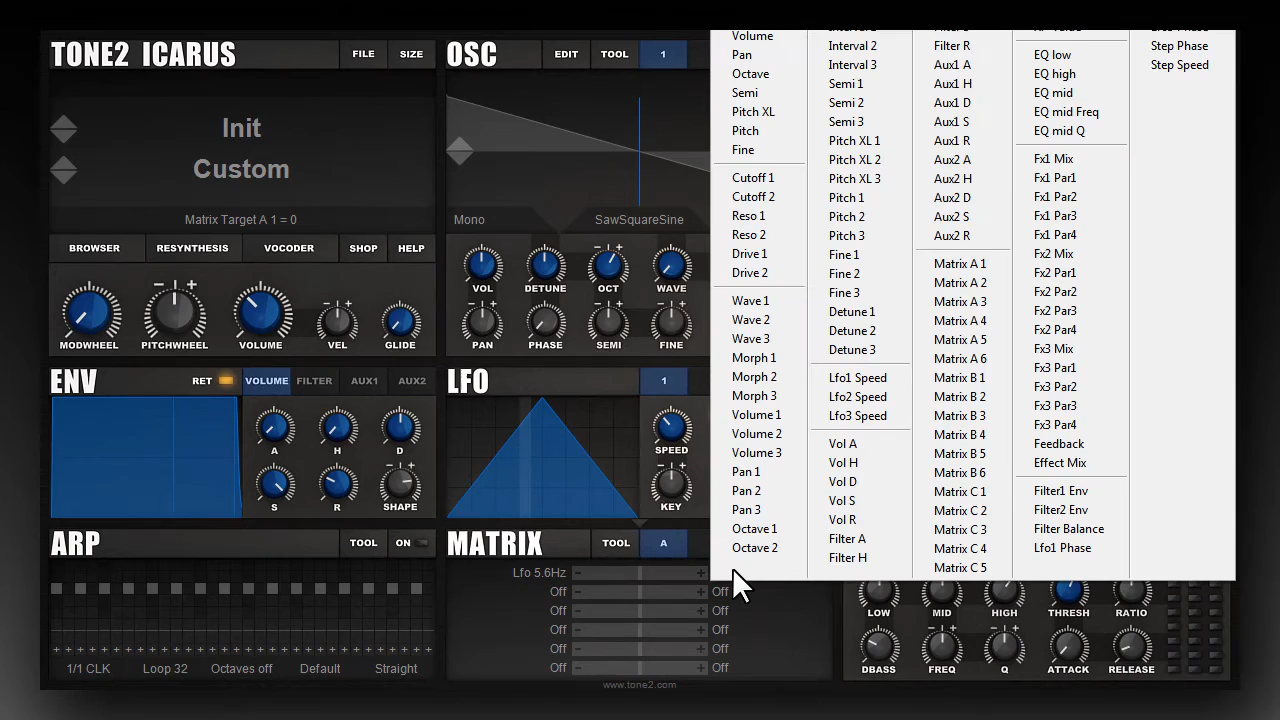 TONE2 ICARUS
FILE
SIZE
Init
Custom
Matrix Target A 1 = 0
BROWSER
RESYNTHESIS
VOCODER
SHOP
HELP
MODWHEEL
PITCHWHEEL
VOLUME
VEL
GLIDE
OSC
EDIT
TOOL
1
Mono
SawSquareSine
VOL
DETUNE
OCT
WAVE
PAN
PHASE
SEMI
FINE
ENV
RET
VOLUME
FILTER
AUX1
AUX2
A
H
D
S
R
SHAPE
LFO
1
SPEED
KEY
ARP
TOOL
ON
1/1 CLK
Loop 32
Octaves off
Default
Straight
MATRIX
TOOL
A
Lfo 5.6Hz
Off
Off
Off
Off
Off
Off
Off
Off
Off
Off
www.tone2.com
Volume
Pan
Octave
Semi
Pitch XL
Pitch
Fine
Cutoff 1
Cutoff 2
Reso 1
Reso 2
Drive 1
Drive 2
Wave 1
Wave 2
Wave 3
Morph 1
Morph 2
Morph 3
Volume 1
Volume 2
Volume 3
Pan 1
Pan 2
Pan 3
Octave 1
Octave 2
Interval 2
Interval 3
Semi 1
Semi 2
Semi 3
Pitch XL 1
Pitch XL 2
Pitch XL 3
Pitch 1
Pitch 2
Pitch 3
Fine 1
Fine 2
Fine 3
Detune 1
Detune 2
Detune 3
Lfo1 Speed
Lfo2 Speed
Lfo3 Speed
Vol A
Vol H
Vol D
Vol S
Vol R
Filter A
Filter H
Filter R
Aux1 A
Aux1 H
Aux1 D
Aux1 S
Aux1 R
Aux2 A
Aux2 H
Aux2 D
Aux2 S
Aux2 R
Matrix A 1
Matrix A 2
Matrix A 3
Matrix A 4
Matrix A 5
Matrix A 6
Matrix B 1
Matrix B 2
Matrix B 3
Matrix B 4
Matrix B 5
Matrix B 6
Matrix C 1
Matrix C 2
Matrix C 3
Matrix C 4
Matrix C 5
EQ low
EQ high
EQ mid
EQ mid Freq
EQ mid Q
Fx1 Mix
Fx1 Par1
Fx1 Par2
Fx1 Par3
Fx1 Par4
Fx2 Mix
Fx2 Par1
Fx2 Par2
Fx2 Par3
Fx2 Par4
Fx3 Mix
Fx3 Par1
Fx3 Par2
Fx3 Par3
Fx3 Par4
Feedback
Effect Mix
Filter1 Env
Filter2 Env
Filter Balance
Lfo1 Phase
Step Phase
Step Speed
LOW
MID
HIGH
THRESH
RATIO
DBASS
FREQ
Q
ATTACK
RELEASE